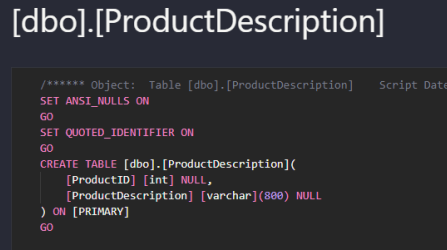 [dbo].[ProductDescription]
/****** Object:  Table [dbo].[ProductDescription]    Script Date
SET ANSI_NULLS ON
GO
SET QUOTED_IDENTIFIER ON
GO
CREATE TABLE [dbo].[ProductDescription](
    [ProductID] [int] NULL,
    [ProductDescription] [varchar](800) NULL
) ON [PRIMARY]
GO